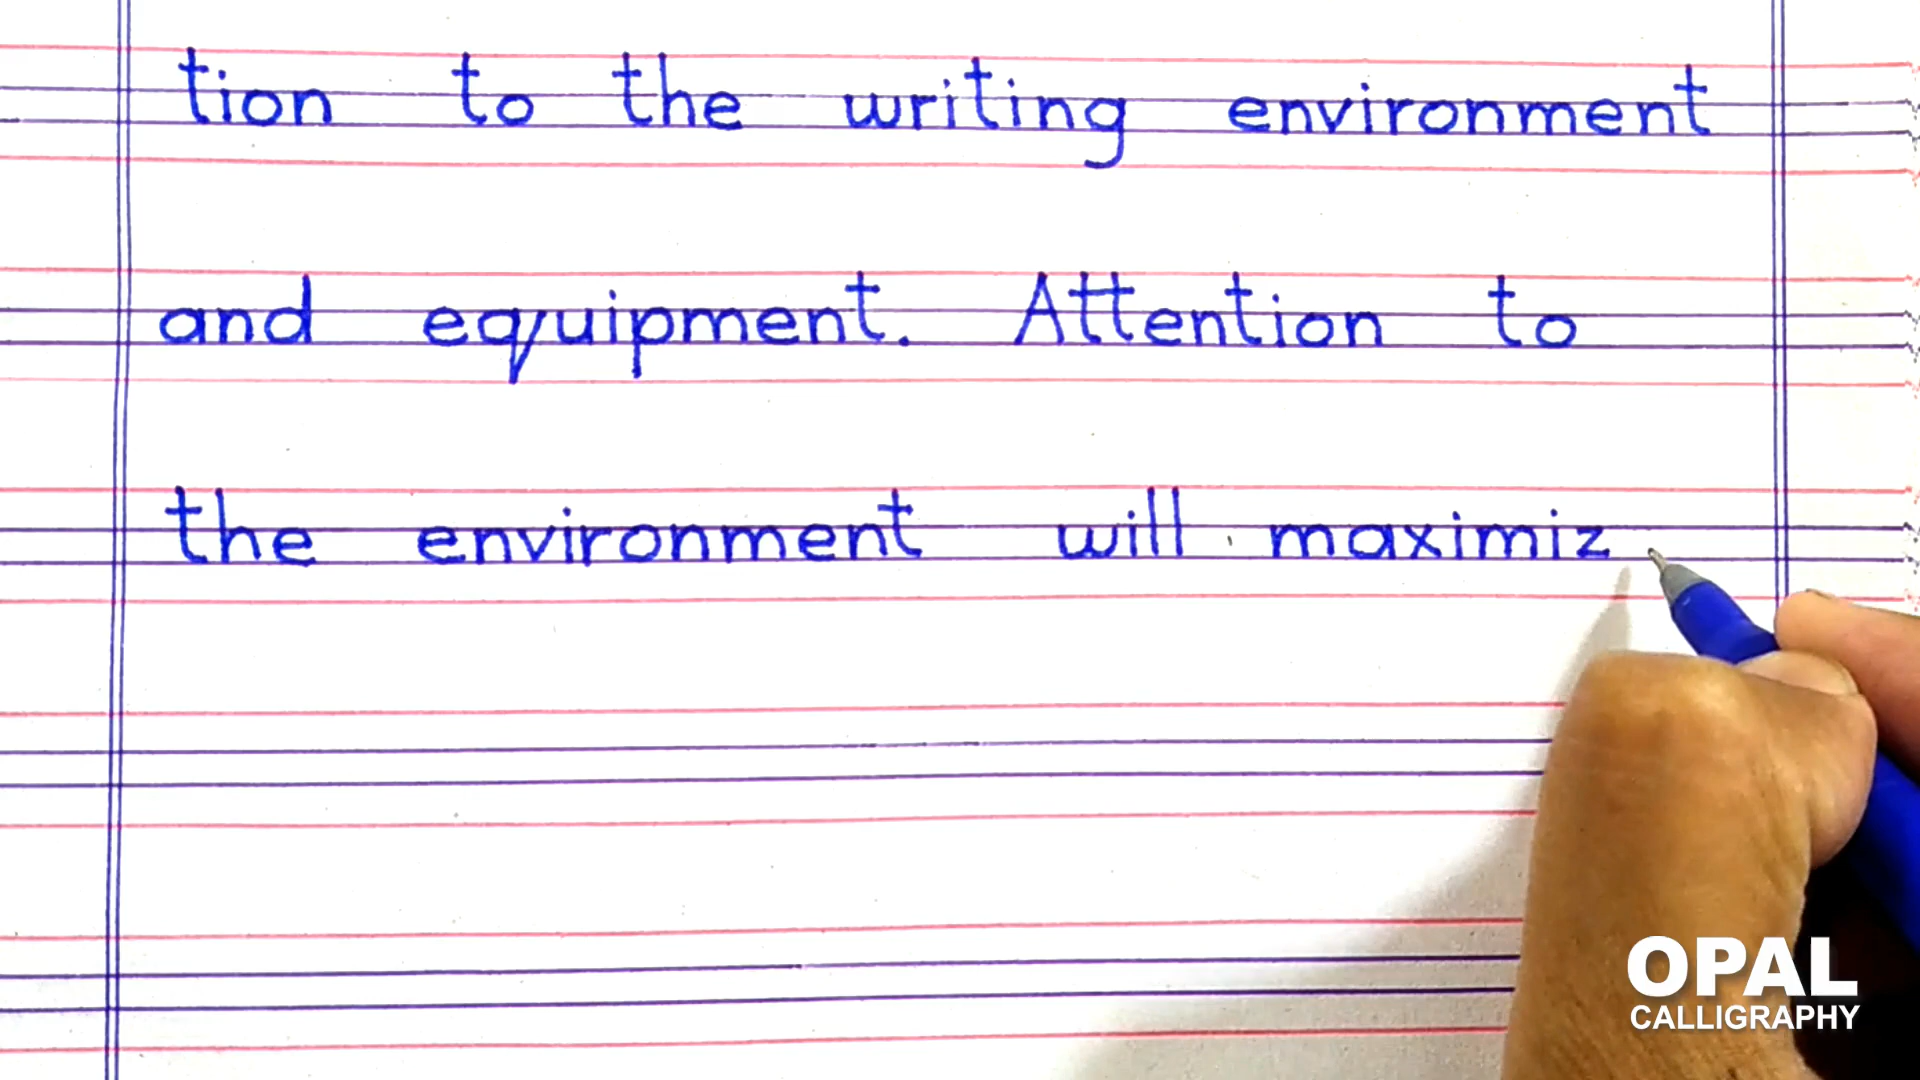 tion to the writing environment
and equipment. Attention to
the environment will maximiz
OPAL
CALLIGRAPHY